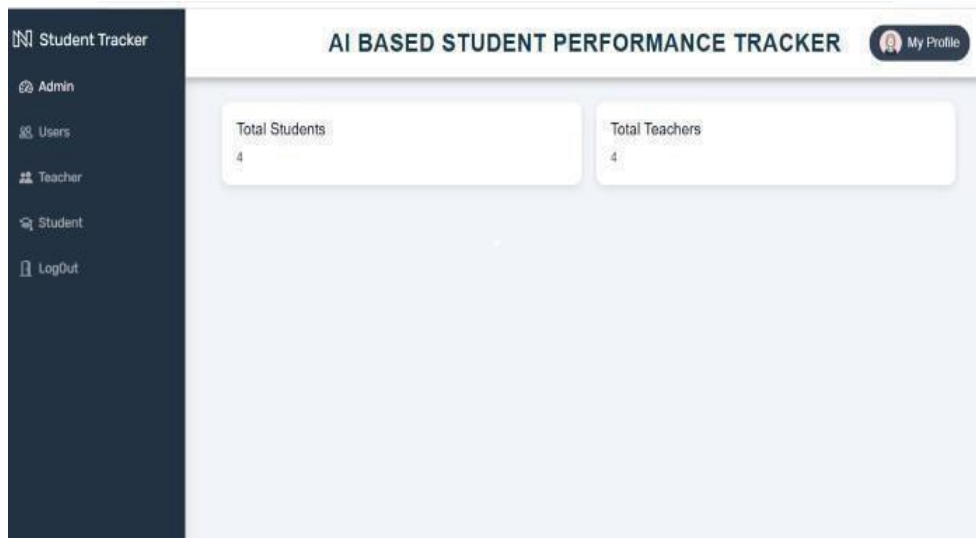 Student Tracker
AI BASED STUDENT PERFORMANCE TRACKER
My Profile
Admin
Users
Teacher
Student
LogOut
Total Students
4
Total Teachers
4